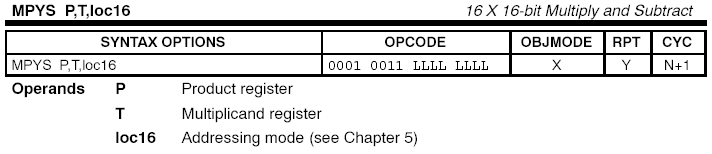 MPYS P,T,loc16 16 X 16-bit Multiply and Subtract
SYNTAX OPTIONS OPCODE OBJMODE RPT CYC
MPYS P,T,loc16 0001 0011 LLLL LLLL X Y N+1
Operands P Product register
T Multiplicand register
loc16 Addressing mode (see Chapter 5)